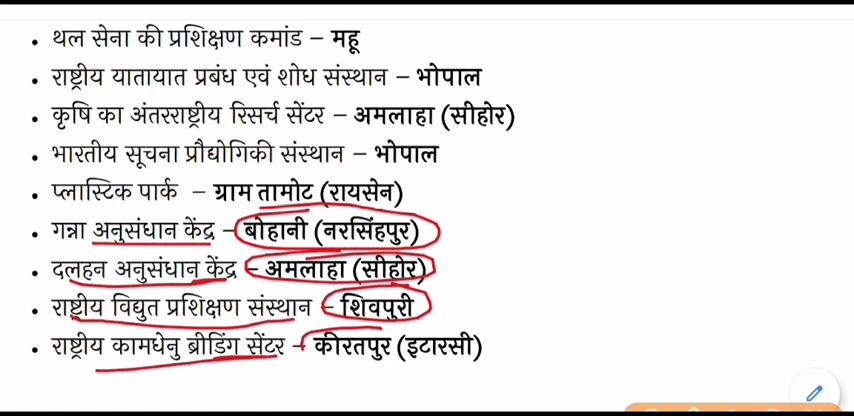 • थल सेना की प्रशिक्षण कमांड – महू
• राष्ट्रीय यातायात प्रबंध एवं शोध संस्थान – भोपाल
• कृषि का अंतरराष्ट्रीय रिसर्च सेंटर – अमलाहा (सीहोर)
• भारतीय सूचना प्रौद्योगिकी संस्थान – भोपाल
• प्लास्टिक पार्क – ग्राम तामोट (रायसेन)
• गन्ना अनुसंधान केंद्र – बोहानी (नरसिंहपुर)
• दलहन अनुसंधान केंद्र – अमलाहा (सीहोर)
• राष्ट्रीय विद्युत प्रशिक्षण संस्थान – शिवपुरी
• राष्ट्रीय कामधेनु ब्रीडिंग सेंटर – कीरतपुर (इटारसी)